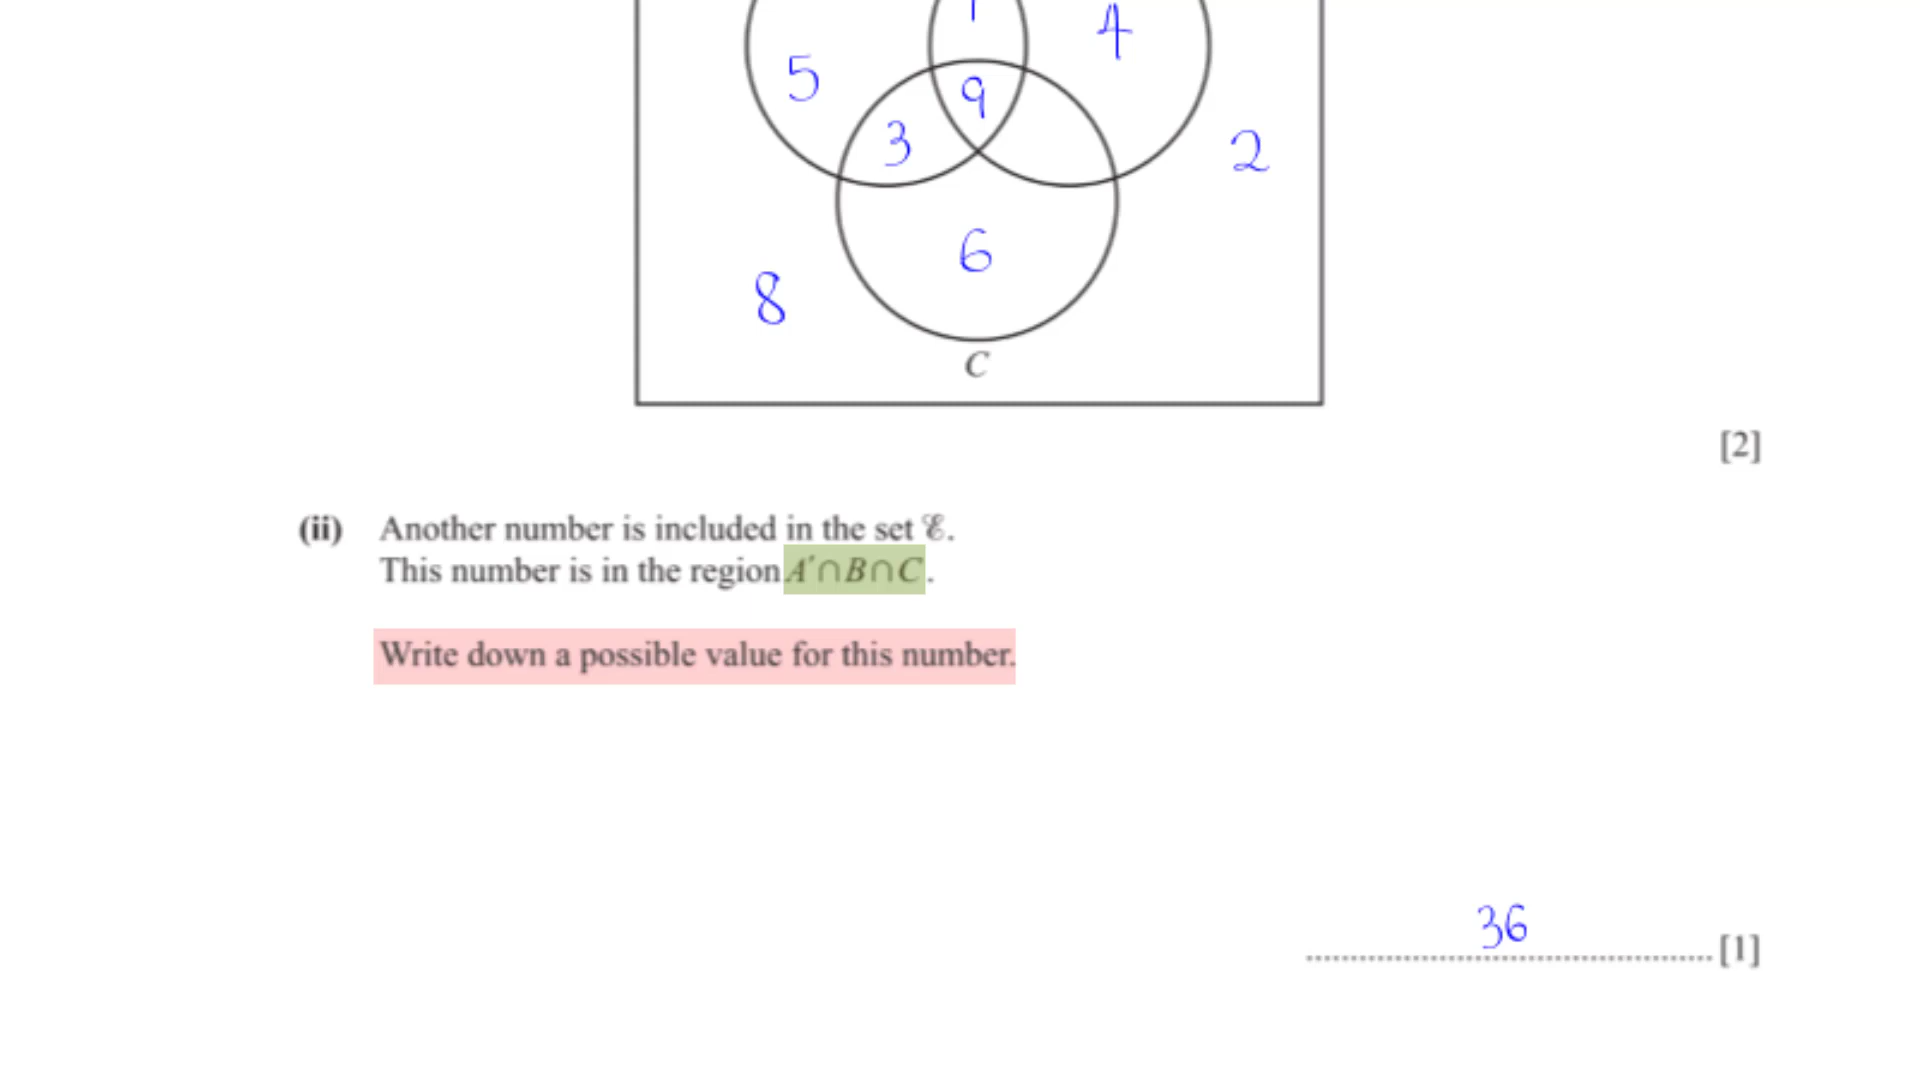 4
5
9
3
2
6
8
C
[2]
(ii) Another number is included in the set ℰ.
This number is in the region A′∩B∩C.
Write down a possible value for this number.
36
[1]